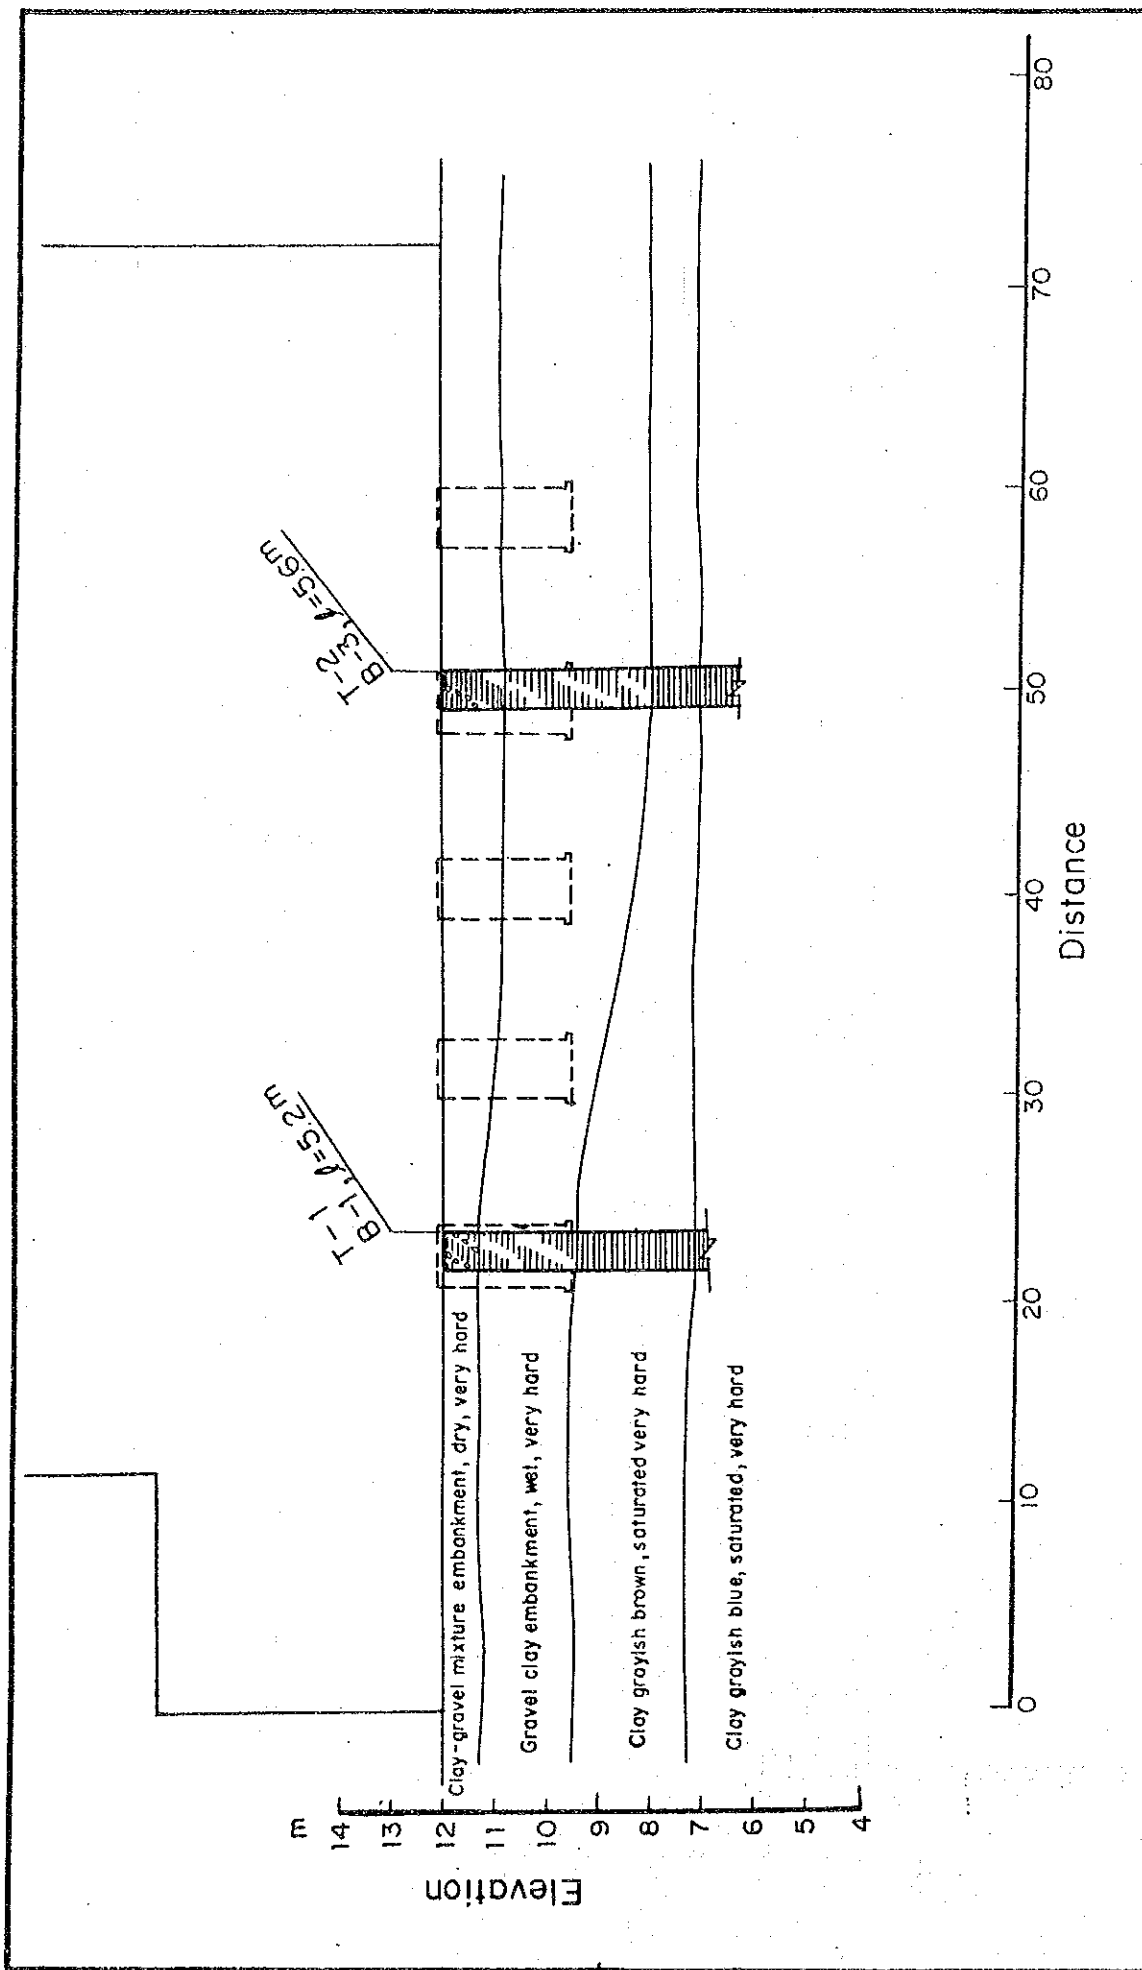 T-1
B-1, ℓ=5.2m
T-2
B-3, ℓ=5.6m
m
14
13
12
11
10
9
8
7
6
5
4
Elevation
Clay-gravel mixture embankment, dry, very hard
Gravel clay embankment, wet, very hard
Clay grayish brown, saturated very hard
Clay grayish blue, saturated, very hard
0 10 20 30 40 50 60 70 80
Distance